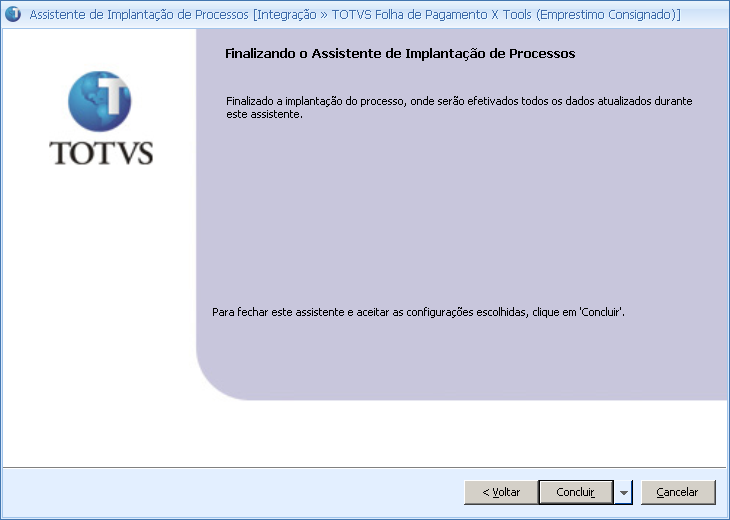 Assistente de Implantação de Processos [Integração » TOTVS Folha de Pagamento X Tools (Emprestimo Consignado)]
Finalizando o Assistente de Implantação de Processos
Finalizado a implantação do processo, onde serão efetivados todos os dados atualizados durante
este assistente.
TOTVS
Para fechar este assistente e aceitar as configurações escolhidas, clique em 'Concluir'.
< Voltar
Concluir
Cancelar